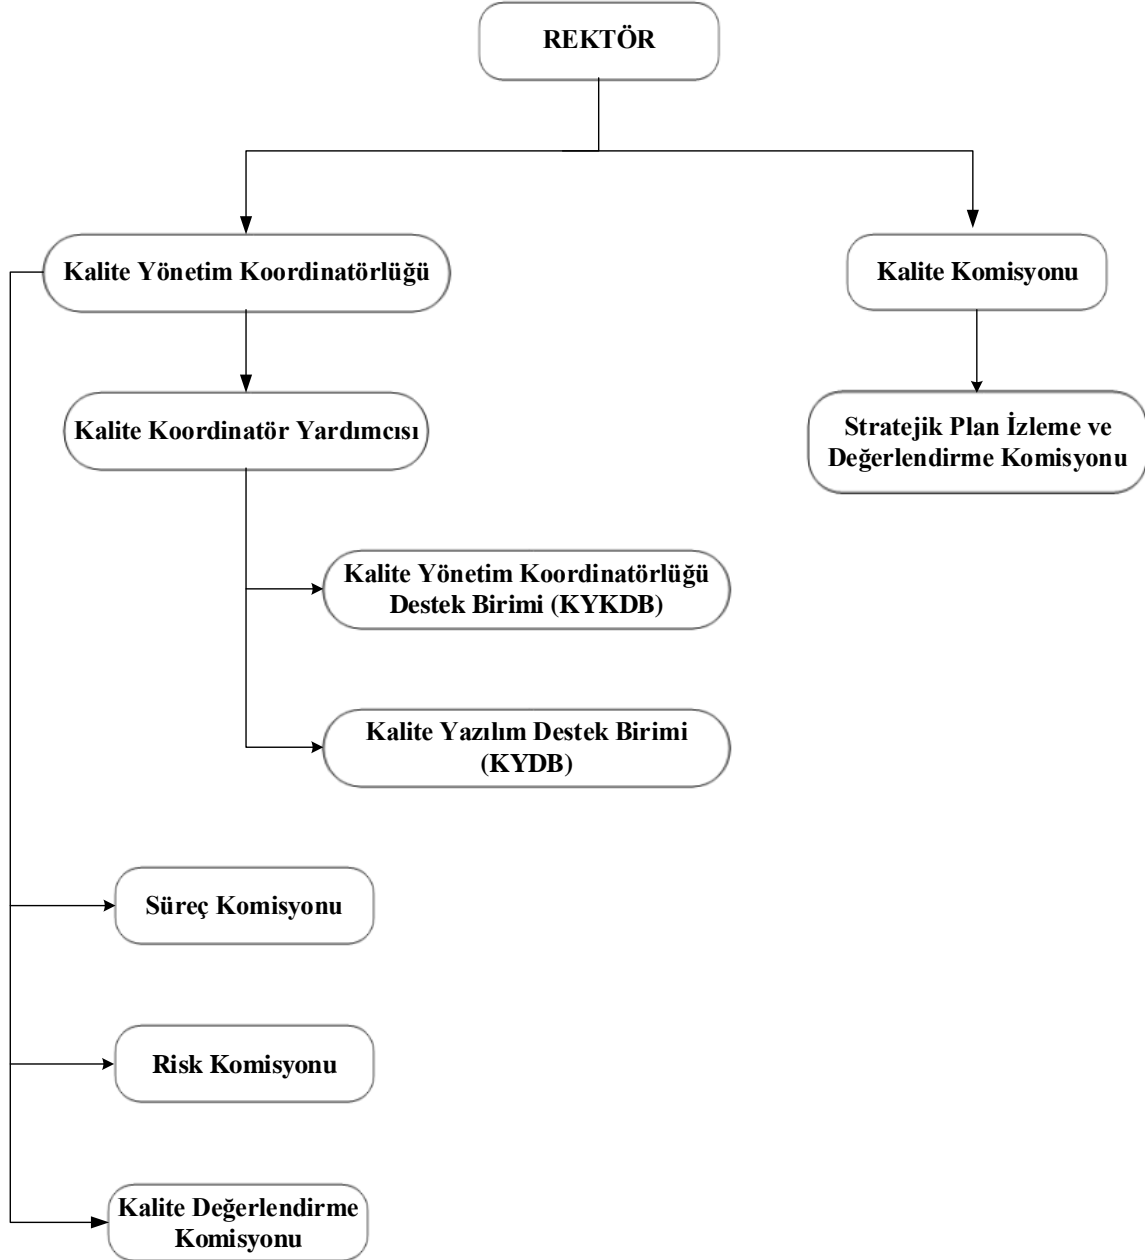 REKTÖR
Kalite Yönetim Koordinatörlüğü
Kalite Komisyonu
Kalite Koordinatör Yardımcısı
Stratejik Plan İzleme ve
Değerlendirme Komisyonu
Kalite Yönetim Koordinatörlüğü
Destek Birimi (KYKDB)
Kalite Yazılım Destek Birimi
(KYDB)
Süreç Komisyonu
Risk Komisyonu
Kalite Değerlendirme
Komisyonu